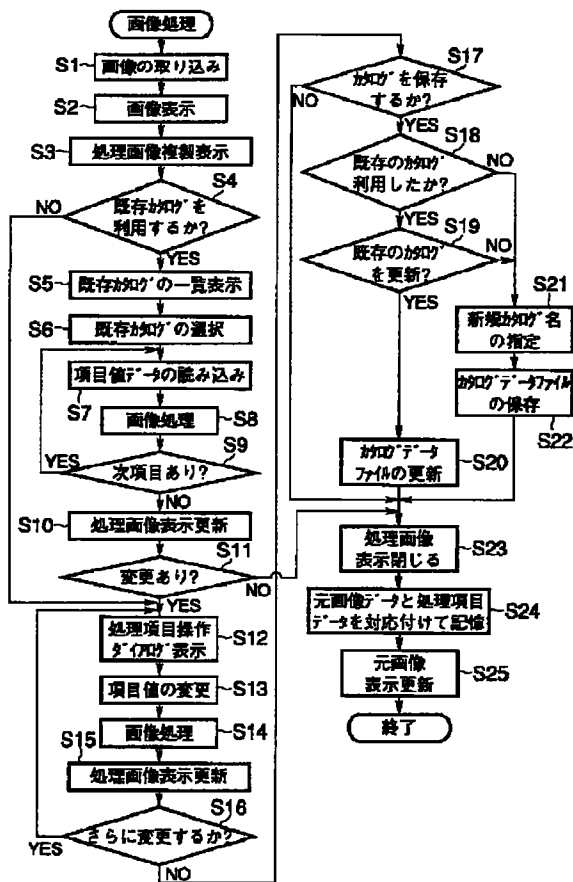 画像処理
S1
画像の取り込み
S2
画像表示
S3
処理画像複製表示
S4
NO
既存ｶﾀﾛｸﾞを
利用するか?
YES
S5
既存ｶﾀﾛｸﾞの一覧表示
S6
既存ｶﾀﾛｸﾞの選択
項目値ﾃﾞｰﾀの読み込み
S7
画像処理
S8
YES
次項目あり?
S9
NO
S10
処理画像表示更新
S11
変更あり?
NO
YES
処理項目操作
ﾀﾞｲｱﾛｸﾞ表示
S12
項目値の変更
S13
画像処理
S14
S15
処理画像表示更新
S16
さらに変更するか?
YES
NO
S17
ｶﾀﾛｸﾞを保存
するか?
NO
YES
S18
既存のｶﾀﾛｸﾞ
利用したか?
NO
YES
S19
既存のｶﾀﾛｸﾞ
を更新?
NO
YES
S21
新規ｶﾀﾛｸﾞ名
の指定
ｶﾀﾛｸﾞﾃﾞｰﾀﾌｧｲﾙ
の保存
S22
ｶﾀﾛｸﾞﾃﾞｰﾀ
ﾌｧｲﾙの更新
S20
処理画像
表示閉じる
S23
元画像ﾃﾞｰﾀと処理項目
ﾃﾞｰﾀを対応付けて記憶
S24
元画像
表示更新
S25
終了